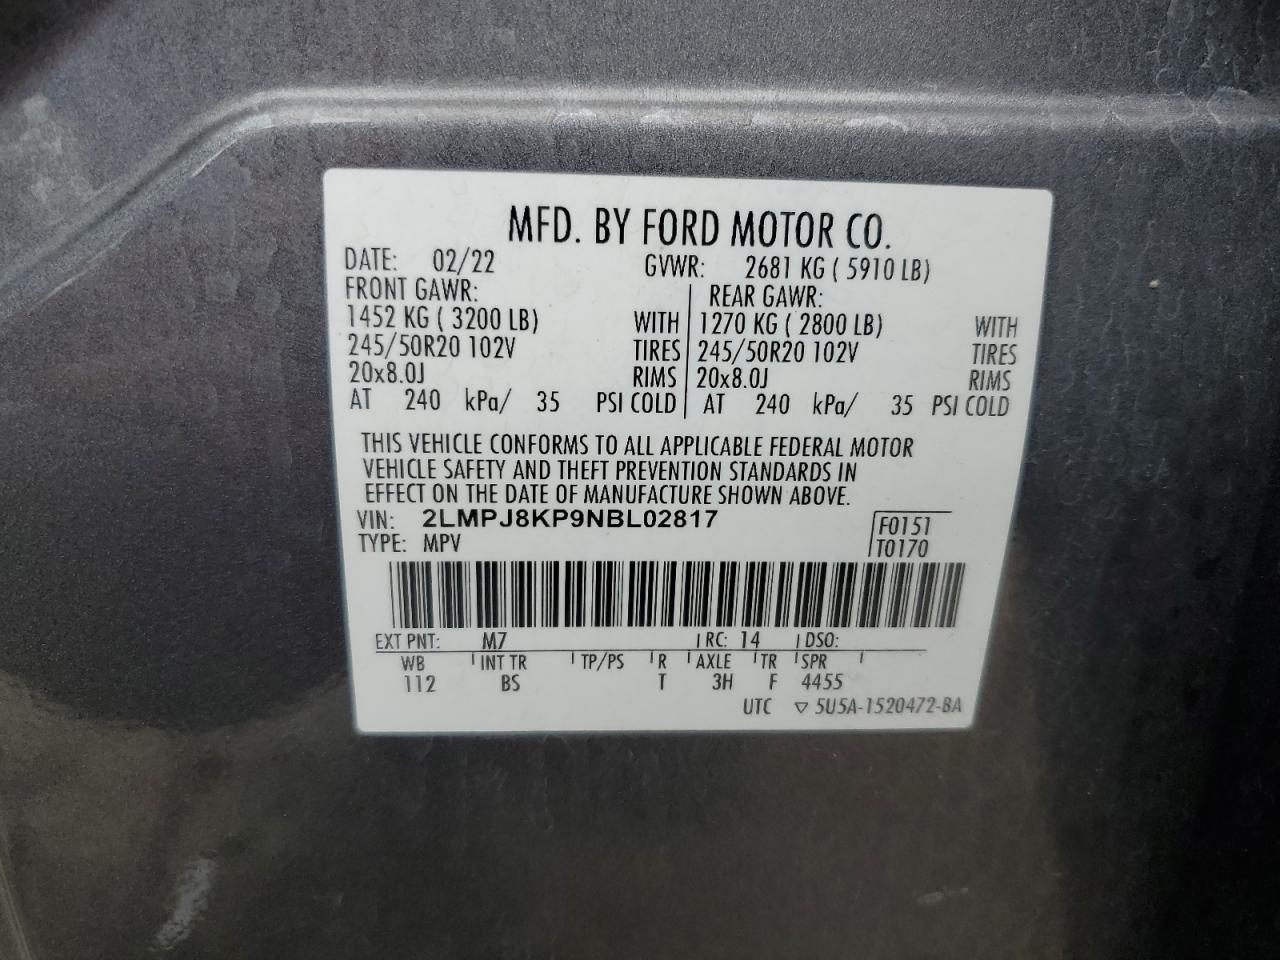 MFD. BY FORD MOTOR CO.
DATE: 02/22 GVWR: 2681 KG ( 5910 LB)
FRONT GAWR: REAR GAWR:
1452 KG ( 3200 LB) WITH 1270 KG ( 2800 LB) WITH
245/50R20 102V TIRES 245/50R20 102V TIRES
20x8.0J RIMS 20x8.0J RIMS
AT 240 kPa/ 35 PSI COLD AT 240 kPa/ 35 PSI COLD
THIS VEHICLE CONFORMS TO ALL APPLICABLE FEDERAL MOTOR
VEHICLE SAFETY AND THEFT PREVENTION STANDARDS IN
EFFECT ON THE DATE OF MANUFACTURE SHOWN ABOVE.
VIN: 2LMPJ8KP9NBL02817 F0151
TYPE: MPV T0170
EXT PNT: M7 RC: 14 DSO:
WB INT TR TP/PS R AXLE TR SPR
112 BS T 3H F 4455
UTC ▽ 5U5A-1520472-BA